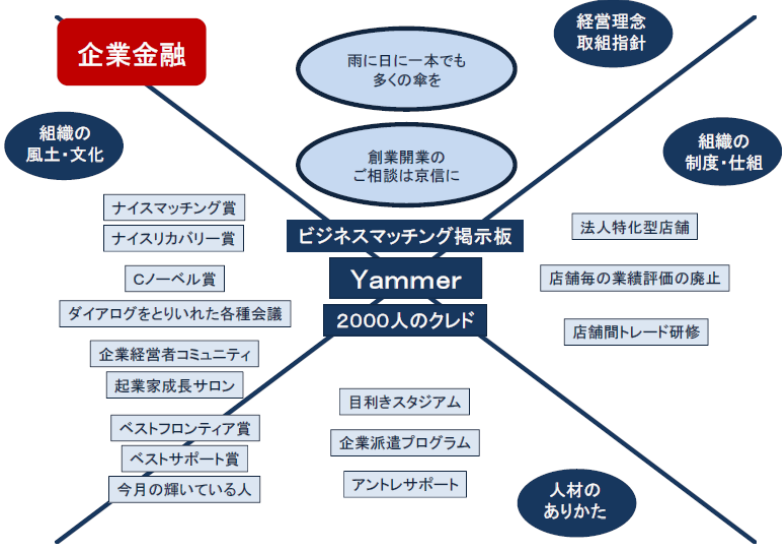 企業金融
雨に日に一本でも
多くの傘を
経営理念
取組指針
組織の
風土・文化
創業開業の
ご相談は京信に
組織の
制度・仕組
ナイスマッチング賞
ナイスリカバリー賞
Cノーベル賞
ダイアログをとりいれた各種会議
企業経営者コミュニティ
起業家成長サロン
ベストフロンティア賞
ベストサポート賞
今月の輝いている人
ビジネスマッチング掲示板
Yammer
2000人のクレド
法人特化型店舗
店舗毎の業績評価の廃止
店舗間トレード研修
目利きスタジアム
企業派遣プログラム
アントレサポート
人材の
ありかた